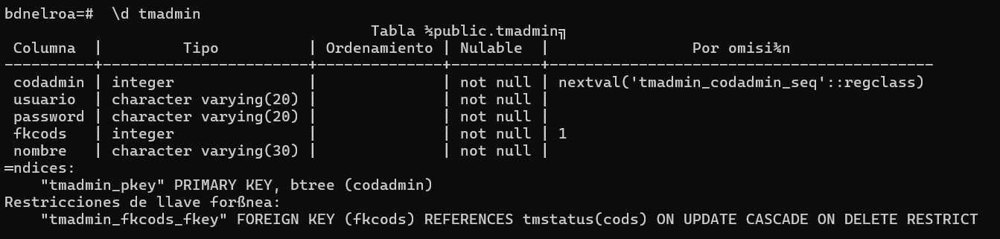 bdnelroa=#  \d tmadmin
                                         Tabla ½public.tmadmin╗
 Columna  |         Tipo          | Ordenamiento | Nulable  |                Por omisi¾n
----------+-----------------------+--------------+----------+-------------------------------------------
 codadmin | integer               |              | not null | nextval('tmadmin_codadmin_seq'::regclass)
 usuario  | character varying(20) |              | not null |
 password | character varying(20) |              | not null |
 fkcods   | integer               |              | not null | 1
 nombre   | character varying(30) |              | not null |
═ndices:
    "tmadmin_pkey" PRIMARY KEY, btree (codadmin)
Restricciones de llave forßnea:
    "tmadmin_fkcods_fkey" FOREIGN KEY (fkcods) REFERENCES tmstatus(cods) ON UPDATE CASCADE ON DELETE RESTRICT